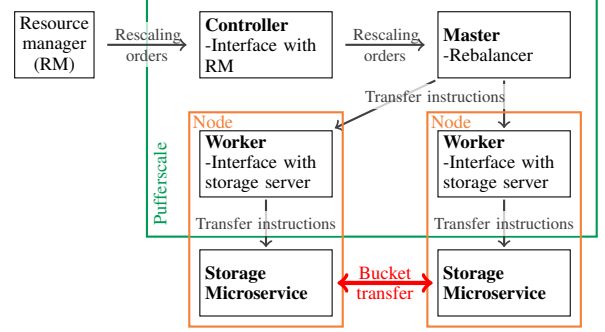 Resource
manager
(RM)
Rescaling
orders
Controller
-Interface with
RM
Rescaling
orders
Master
-Rebalancer
Transfer instructions
Node
Node
Worker
-Interface with
storage server
Worker
-Interface with
storage server
Pufferscale
Transfer instructions
Transfer instructions
Storage
Microservice
Bucket
transfer
Storage
Microservice